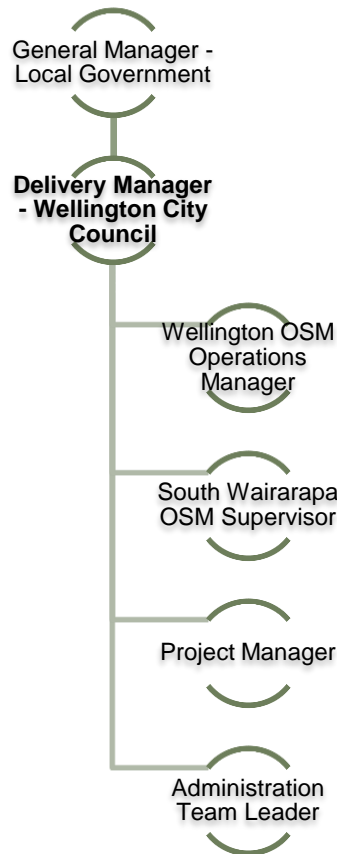 General Manager -
Local Government
Delivery Manager
- Wellington City
Council
Wellington OSM
Operations
Manager
South Wairarapa
OSM Supervisor
Project Manager
Administration
Team Leader